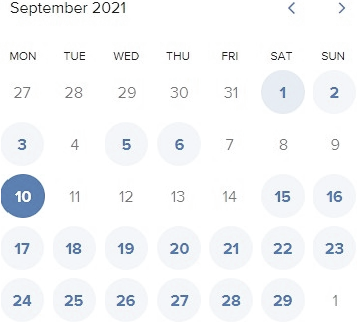 September 2021
MON TUE WED THU FRI SAT SUN
27 28 29 30 31 1 2
3 4 5 6 7 8 9
10 11 12 13 14 15 16
17 18 19 20 21 22 23
24 25 26 27 28 29 1